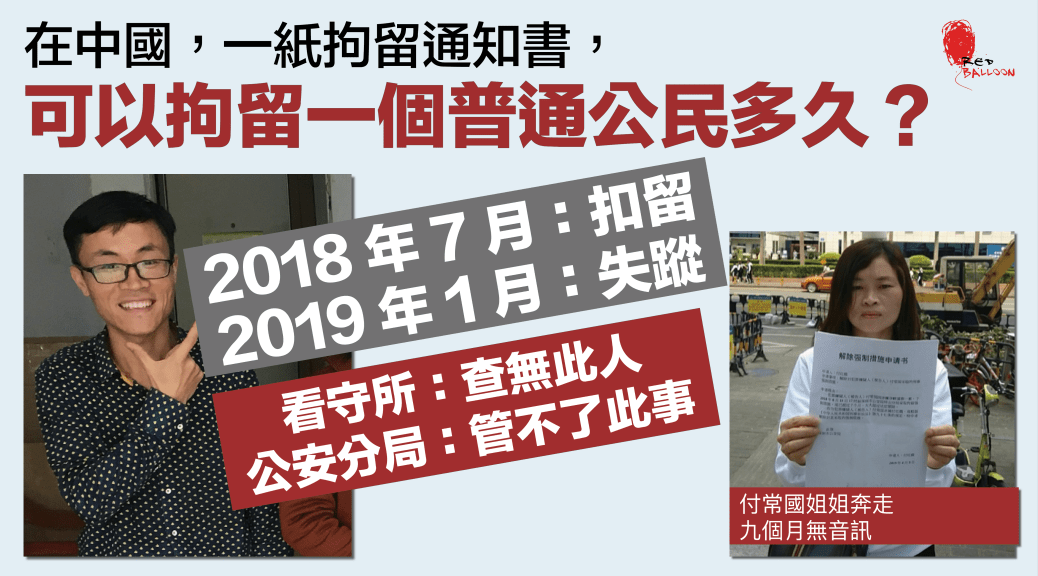 在中國，一紙拘留通知書，
可以拘留一個普通公民多久？
RED
BALLOON
2018 年 7 月：扣留
2019 年 1 月：失蹤
看守所：查無此人
公安分局：管不了此事
解除强制措施申请书
付常國姐姐奔走
九個月無音訊